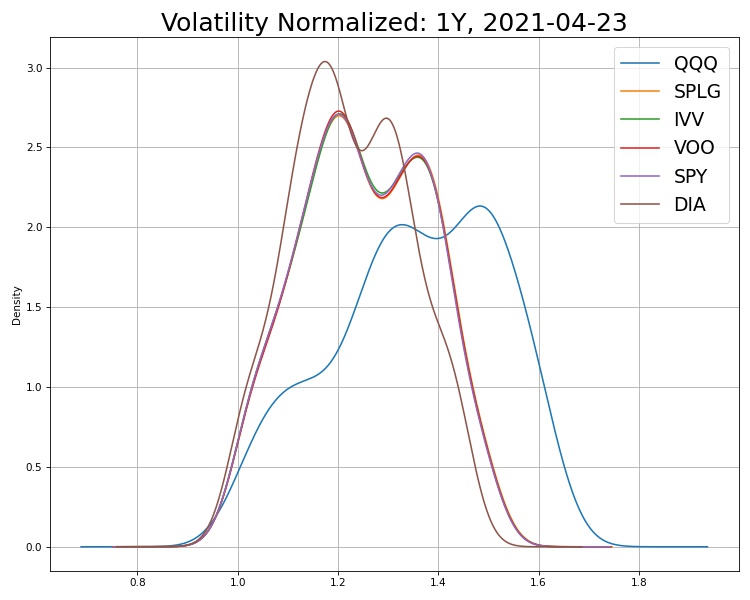 Volatility Normalized: 1Y, 2021-04-23
QQQ
SPLG
IVV
VOO
SPY
DIA
3.0
2.5
2.0
1.5
1.0
0.5
0.0
Density
0.8 1.0 1.2 1.4 1.6 1.8